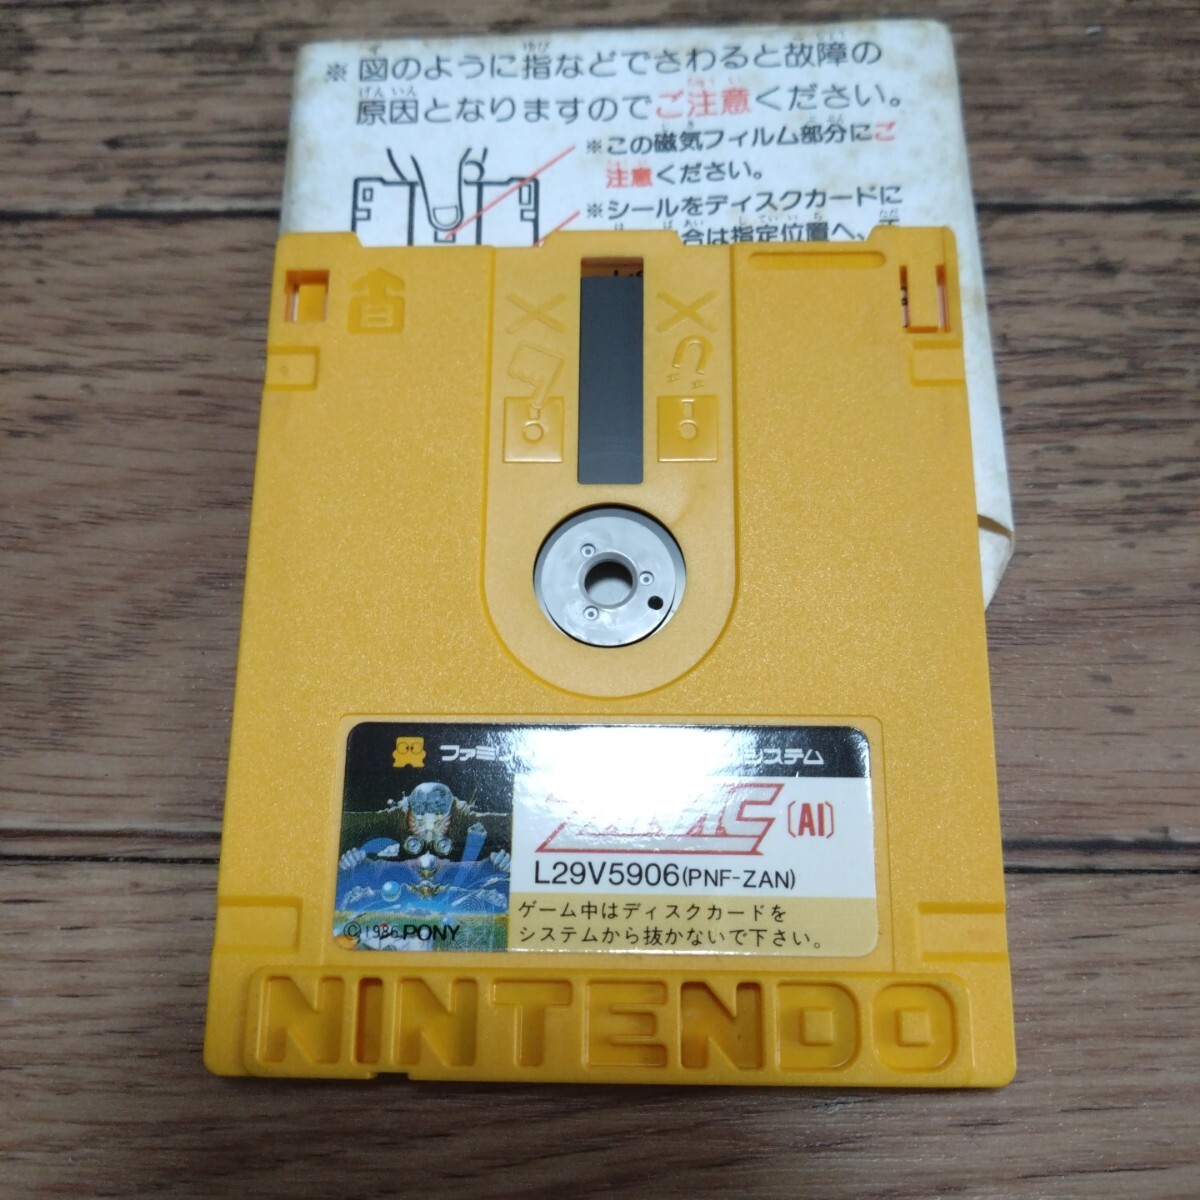 ※ 図のように指などでさわると故障の
原因となりますのでご注意ください。
※この磁気フィルム部分にご
注意ください。
※シールをディスクカードに
合は指定位置へ、
B
ファミ
システム
[AI]
L29V5906(PNF-ZAN)
ゲーム中はディスクカードを
システムから抜かないで下さい。
©1986 PONY
NINTENDO